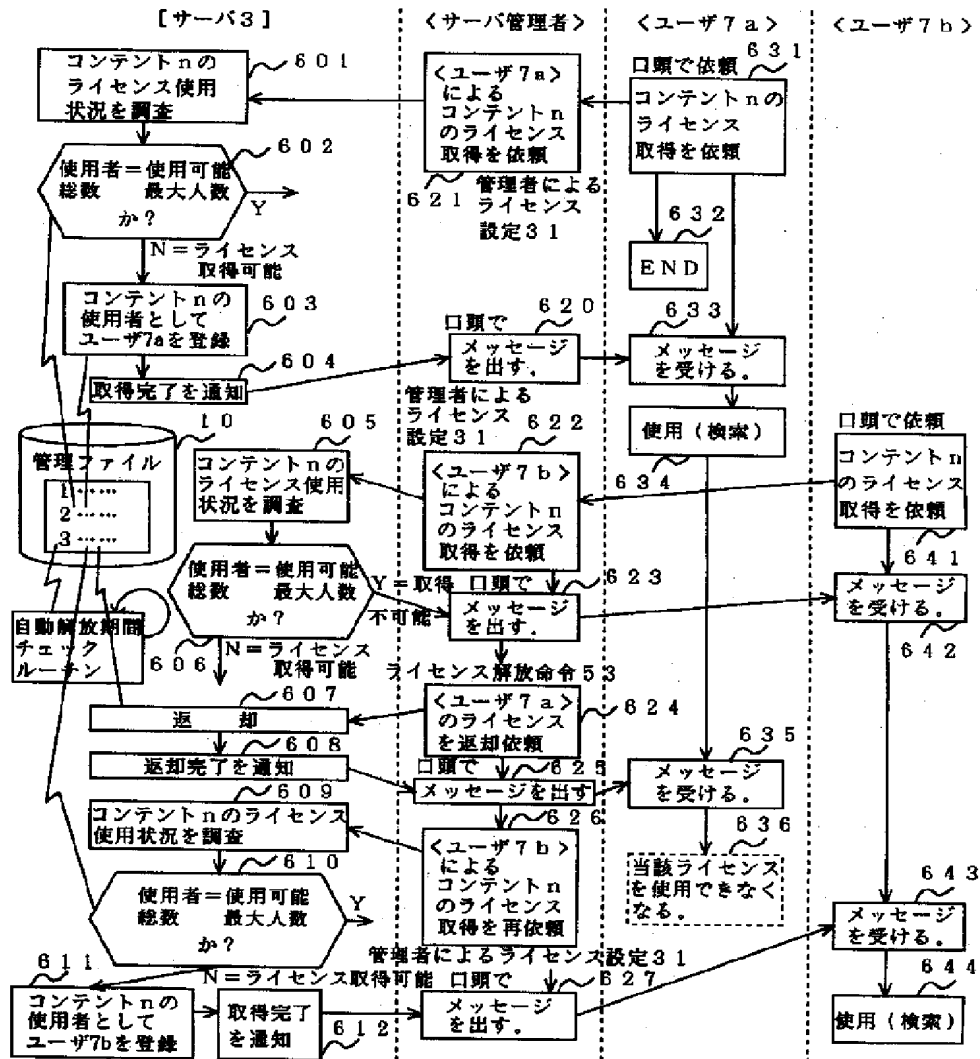 [サーバ3]
<サーバ管理者>
<ユーザ7a>
<ユーザ7b>
コンテントnの
ライセンス使用
状況を調査
601
<ユーザ7a>
による
コンテントn
のライセンス
取得を依頼
621
管理者による
ライセンス
設定31
口頭で依頼
631
コンテントnの
ライセンス
取得を依頼
632
END
使用者=使用可能
総数 最大人数
か?
602
Y
N=ライセンス
取得可能
コンテントnの
使用者として
ユーザ7aを登録
603
取得完了を通知
604
口頭で
620
メッセージ
を出す。
633
メッセージ
を受ける。
使用(検索)
634
管理ファイル
10
1……
2……
3……
自動解放期間
チェック
ルーチン
605
コンテントnの
ライセンス使用
状況を調査
管理者による
ライセンス
設定31
622
<ユーザ7b>
による
コンテントn
のライセンス
取得を依頼
口頭で依頼
コンテントn
のライセンス
取得を依頼
641
使用者=使用可能
総数 最大人数
か?
606
Y=取得
不可能
N=ライセンス
取得可能
口頭で
623
メッセージ
を出す。
メッセージ
を受ける。
642
ライセンス解放命令53
<ユーザ7a>
のライセンス
を返却依頼
624
607
返 却
608
返却完了を通知
口頭で
625
メッセージを出す
635
メッセージ
を受ける。
636
当該ライセンス
を使用できなく
なる。
609
コンテントnのライセンス
使用状況を調査
626
<ユーザ7b>
による
コンテントn
のライセンス
取得を再依頼
610
使用者=使用可能
総数 最大人数
か?
Y
N=ライセンス取得可能
管理者によるライセンス設定31
611
コンテントnの
使用者として
ユーザ7bを登録
取得完了
を通知
612
口頭で
627
メッセージ
を出す。
643
メッセージ
を受ける。
644
使用(検索)